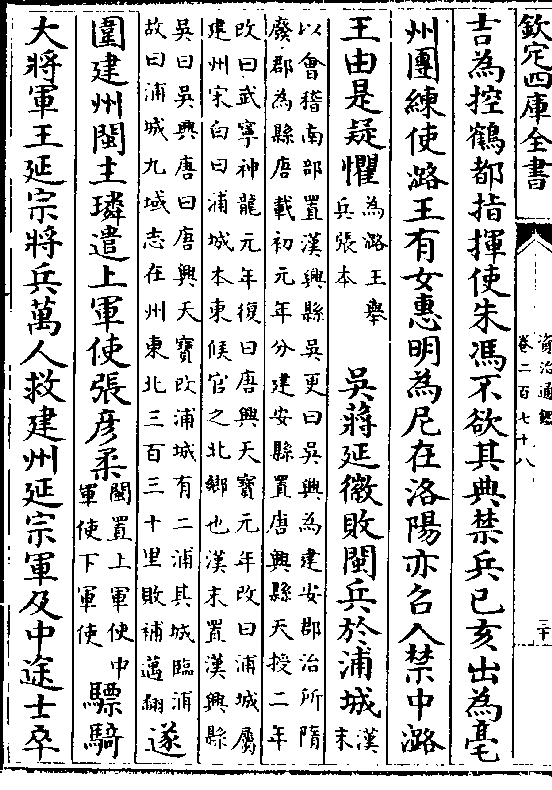 欽定四庫全書
資治通鑑
卷二百七十八
三十
吉為控鶴都指揮使朱馮不欲其典禁兵已亥出為亳
州團練使潞王有女惠明為尼在洛陽亦召入禁中潞
王由是疑懼
為潞王舉
兵張本
吳蔣延徽敗閩兵於浦城
漢末
以會稽南部置漢興縣吳更曰吳興為建安郡治所隋
廢郡為縣唐載初元年分建安縣置唐興縣天授二年
改曰武寧神龍元年復曰唐興天寶元年改曰浦城屬
建州宋白曰浦城本東候官之北鄉也漢末置漢興縣
吳曰吳興唐曰唐興天寶改浦城有二浦其城臨浦
故曰浦城九域志在州東北三百三十里敗補邁翻
遂
圍建州閩主璘遣上軍使張彦柔
閩置上軍使中
軍使下軍使
驃騎
大將軍王延宗將兵萬人救建州延宗軍及中途士卒